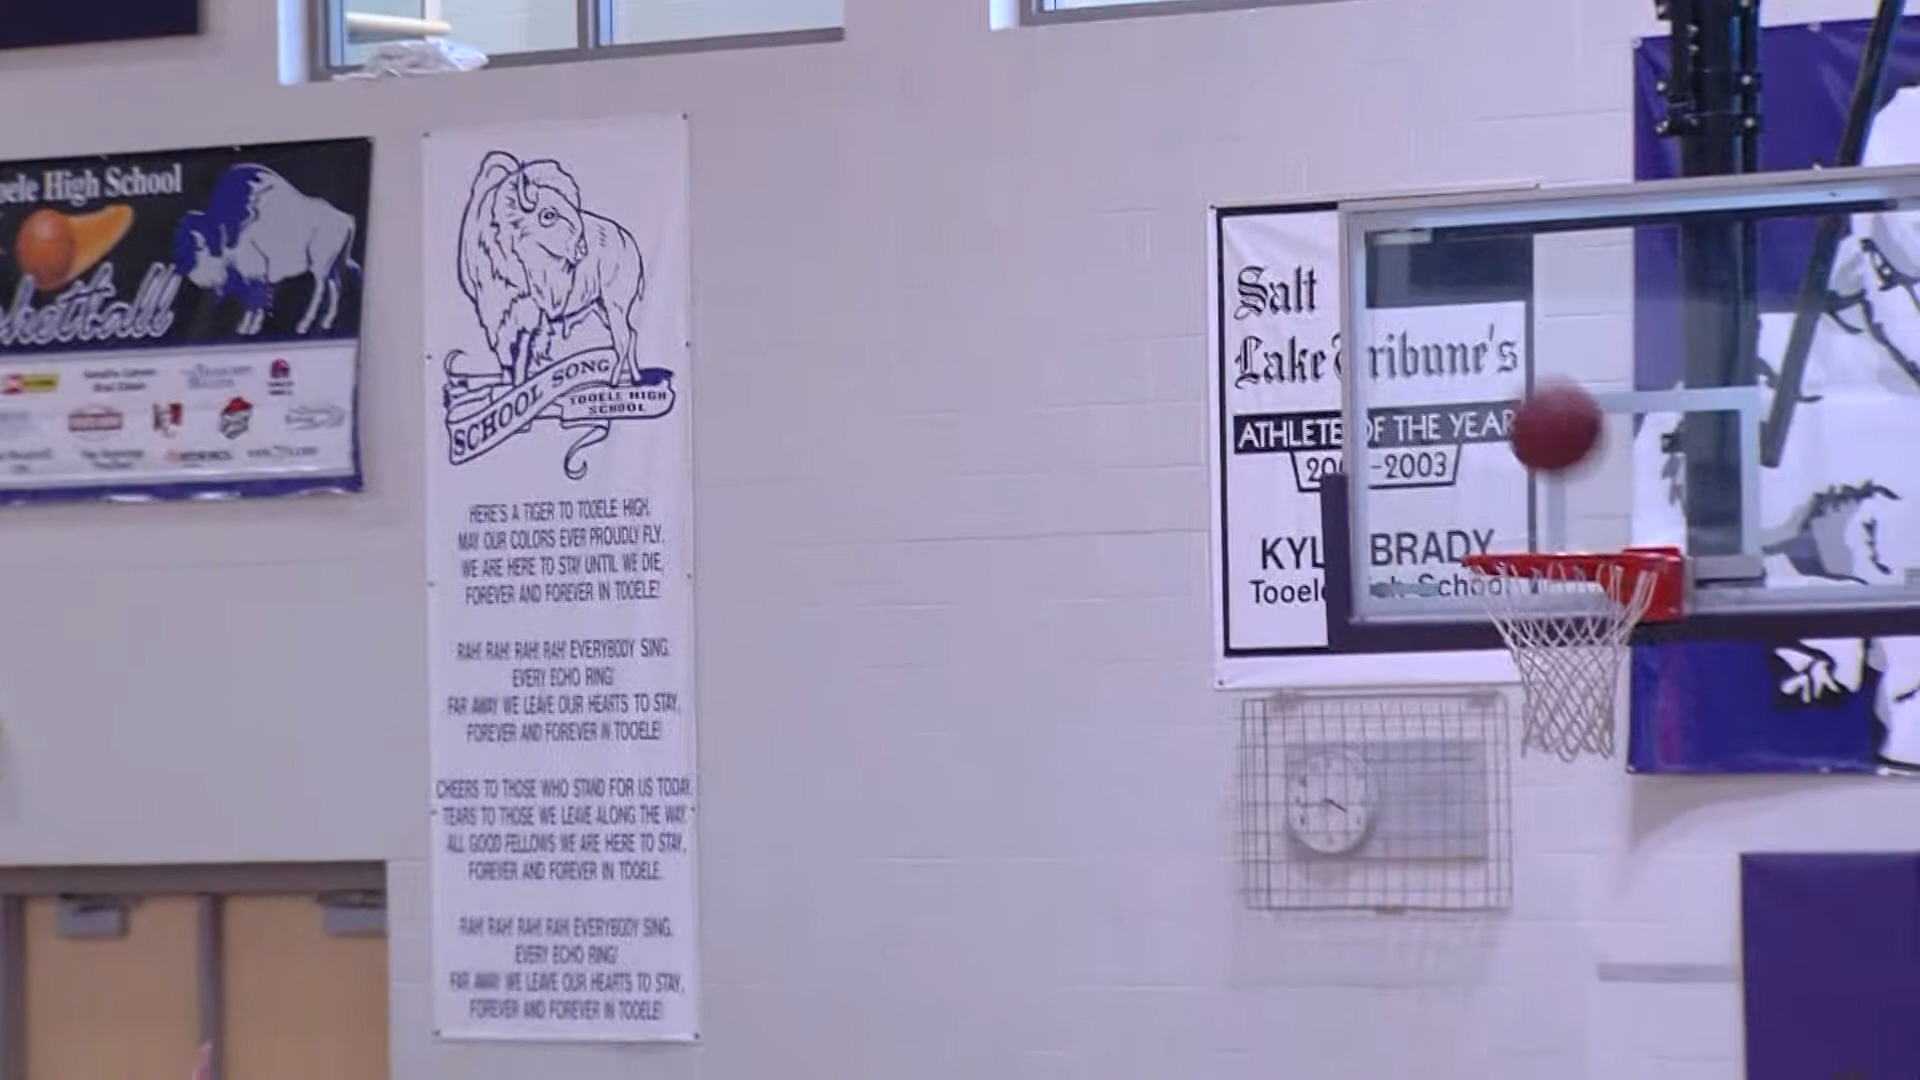 High School
SCHOOL SONG
TOOELE HIGH
SCHOOL
HERE'S A TIGER TO TOOELE HIGH,
MAY OUR COLORS EVER PROUDLY FLY,
WE ARE HERE TO STAY UNTIL WE DIE,
FOREVER AND FOREVER IN TOOELE!
RAH! RAH! RAH! RAH! EVERYBODY SING,
EVERY ECHO RING!
FAR AWAY WE LEAVE OUR HEARTS TO STAY,
FOREVER AND FOREVER IN TOOELE!
CHEERS TO THOSE WHO STAND FOR US TODAY,
TEARS TO THOSE WE LEAVE ALONG THE WAY,
ALL GOOD FELLOWS WE ARE HERE TO STAY,
FOREVER AND FOREVER IN TOOELE.
RAH! RAH! RAH! RAH! EVERYBODY SING,
EVERY ECHO RING!
FAR AWAY WE LEAVE OUR HEARTS TO STAY,
FOREVER AND FOREVER IN TOOELE!
Salt
Lake Tribune's
ATHLETE OF THE YEAR
-2003
BRADY
School